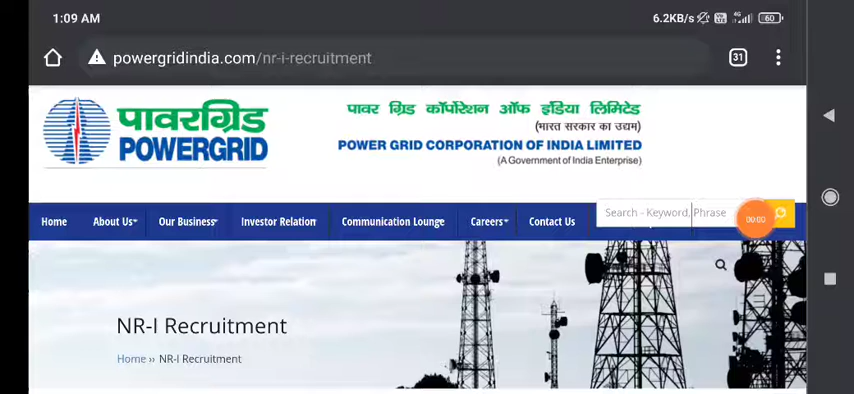 1:09 AM 6.2KB/s 4G 60
powergridindia.com/nr-i-recruitment 31
पावरग्रिड
POWERGRID
पावर ग्रिड कॉर्पोरेशन ऑफ इंडिया लिमिटेड
(भारत सरकार का उद्यम)
POWER GRID CORPORATION OF INDIA LIMITED
(A Government of India Enterprise)
Home About Us Our Business Investor Relation Communication Lounge Careers Contact Us
Search - Keyword, Phrase 00:00
NR-I Recruitment
Home ›› NR-I Recruitment